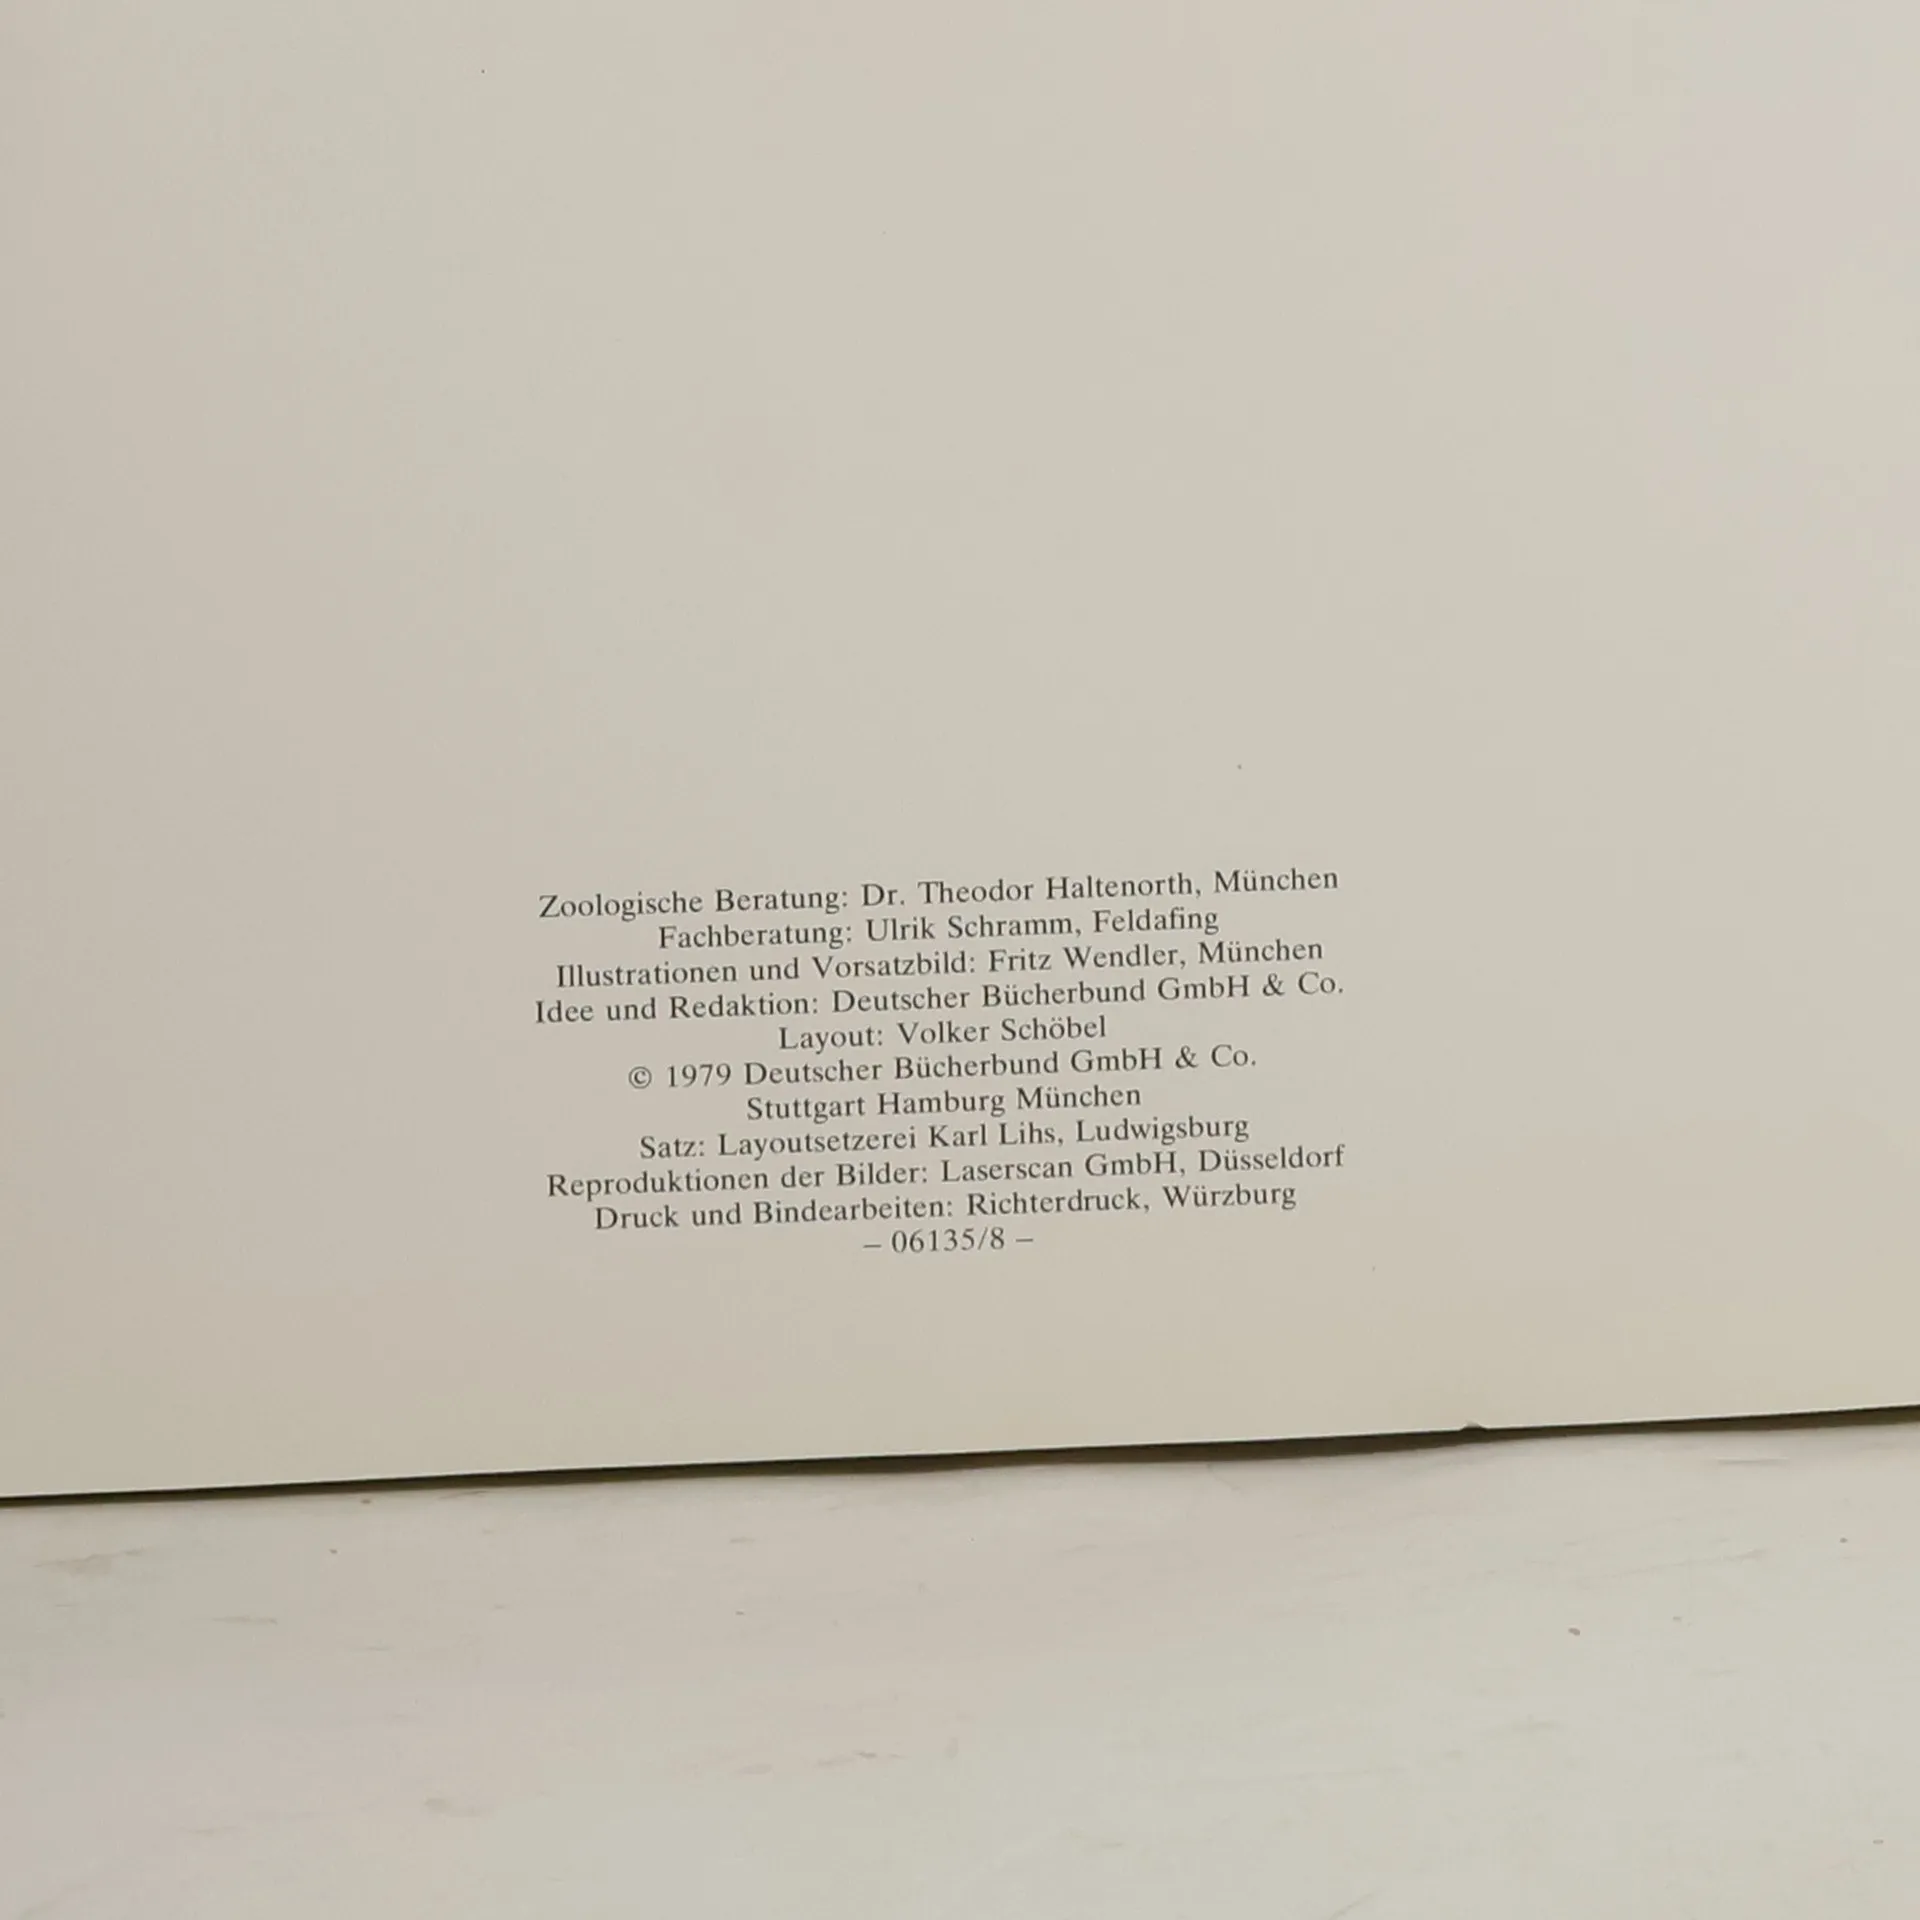 Zoologische Beratung: Dr. Theodor Haltenorth, München
Fachberatung: Ulrik Schramm, Feldafing
Illustrationen und Vorsatzbild: Fritz Wendler, München
Idee und Redaktion: Deutscher Bücherbund GmbH & Co.
Layout: Volker Schöbel
© 1979 Deutscher Bücherbund GmbH & Co.
Stuttgart Hamburg München
Satz: Layoutsetzerei Karl Lihs, Ludwigsburg
Reproduktionen der Bilder: Laserscan GmbH, Düsseldorf
Druck und Bindearbeiten: Richterdruck, Würzburg
– 06135/8 –